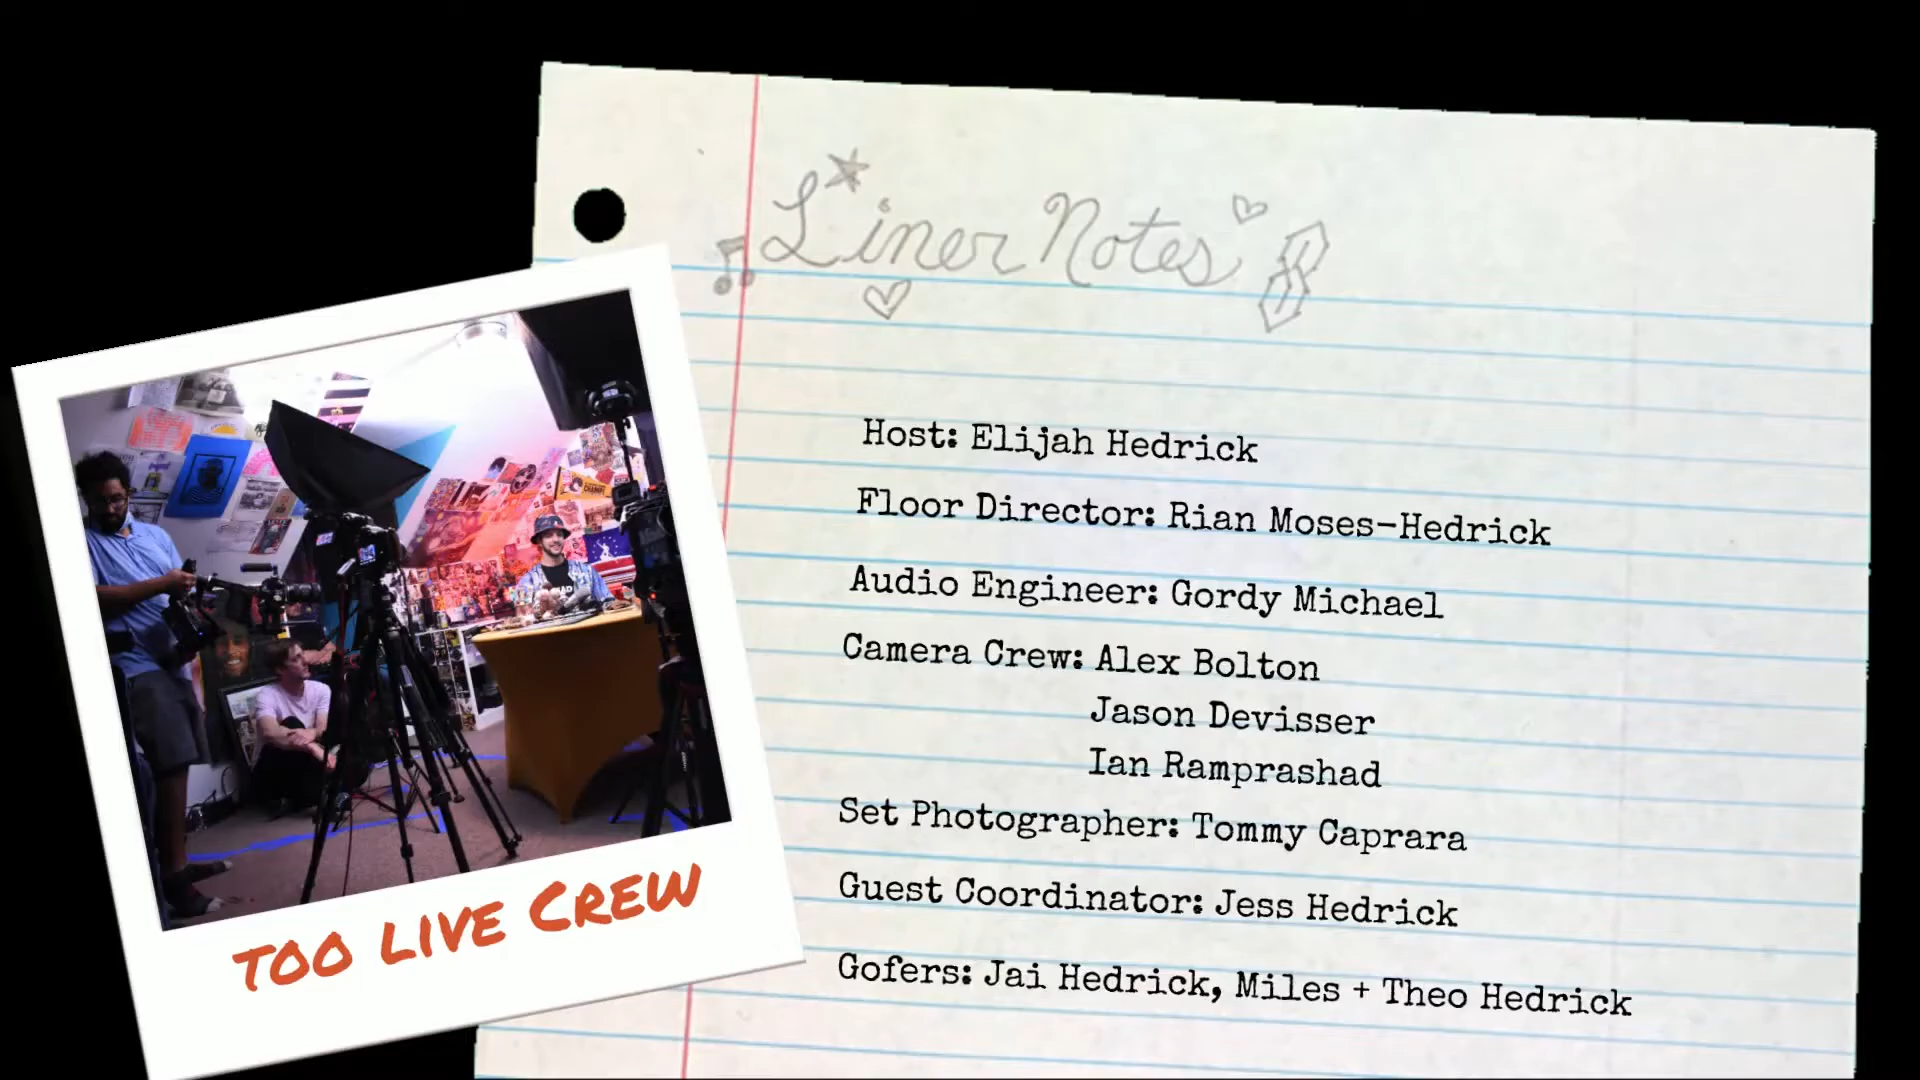 Liner Notes
Host: Elijah Hedrick
Floor Director: Rian Moses-Hedrick
Audio Engineer: Gordy Michael
Camera Crew: Alex Bolton
Jason Devisser
Ian Ramprashad
Set Photographer: Tommy Caprara
Guest Coordinator: Jess Hedrick
Gofers: Jai Hedrick, Miles + Theo Hedrick
TOO LIVE CREW